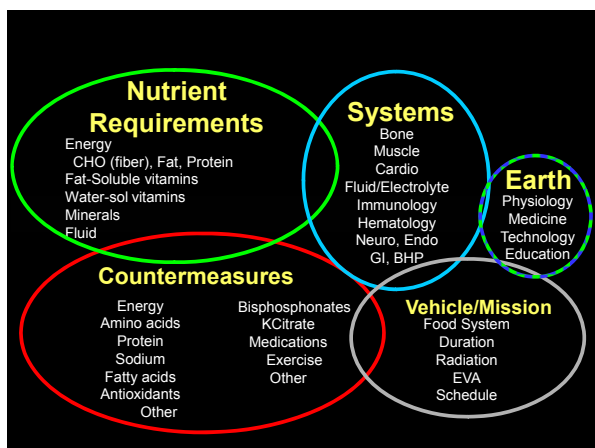 Nutrient
Requirements
Energy
CHO (fiber), Fat, Protein
Fat-Soluble vitamins
Water-sol vitamins
Minerals
Fluid
Systems
Bone
Muscle
Cardio
Fluid/Electrolyte
Immunology
Hematology
Neuro, Endo
GI, BHP
Earth
Physiology
Medicine
Technology
Education
Countermeasures
Energy
Amino acids
Protein
Sodium
Fatty acids
Antioxidants
Other
Bisphosphonates
KCitrate
Medications
Exercise
Other
Vehicle/Mission
Food System
Duration
Radiation
EVA
Schedule